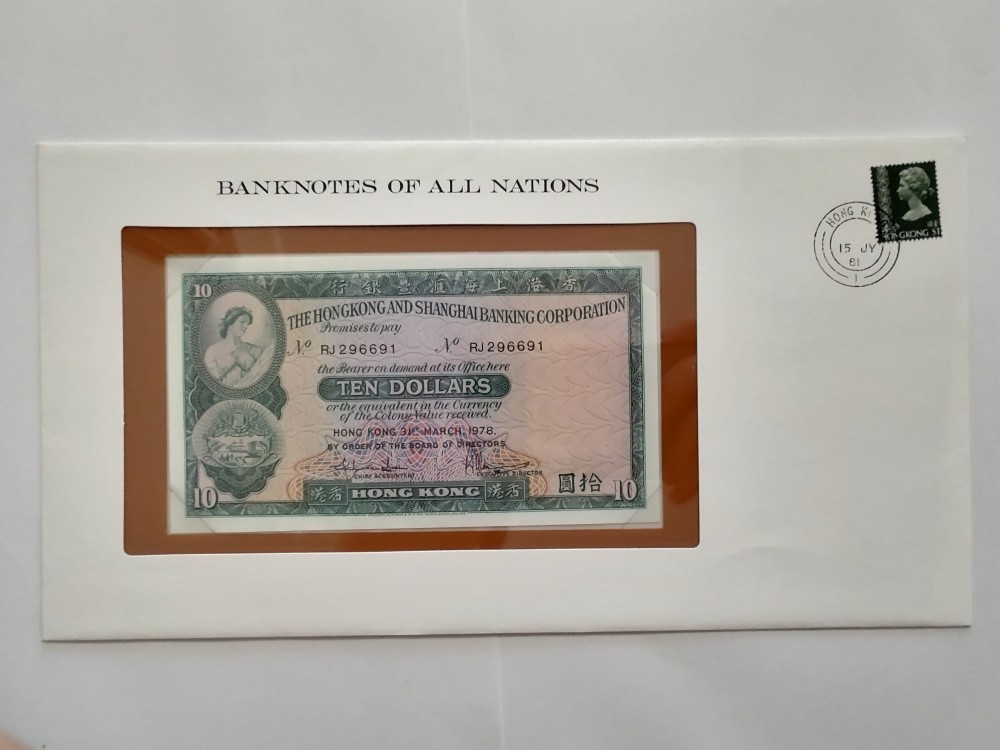 BANKNOTES OF ALL NATIONS
HONG
15 JY
81
1
HONG KONG $1
10
行銀豐滙海上港香
THE HONGKONG AND SHANGHAI BANKING CORPORATION
Promises to pay
Nº RJ296691 Nº RJ296691
the Bearer on demand at its Office here
TEN DOLLARS
or the equivalent in the Currency
of the Colony Value received.
HONG KONG 31st MARCH, 1978.
BY ORDER OF THE BOARD OF DIRECTORS
CHIEF ACCOUNTANT EXECUTIVE DIRECTOR
10 港香 HONG KONG 港香 圓拾 10